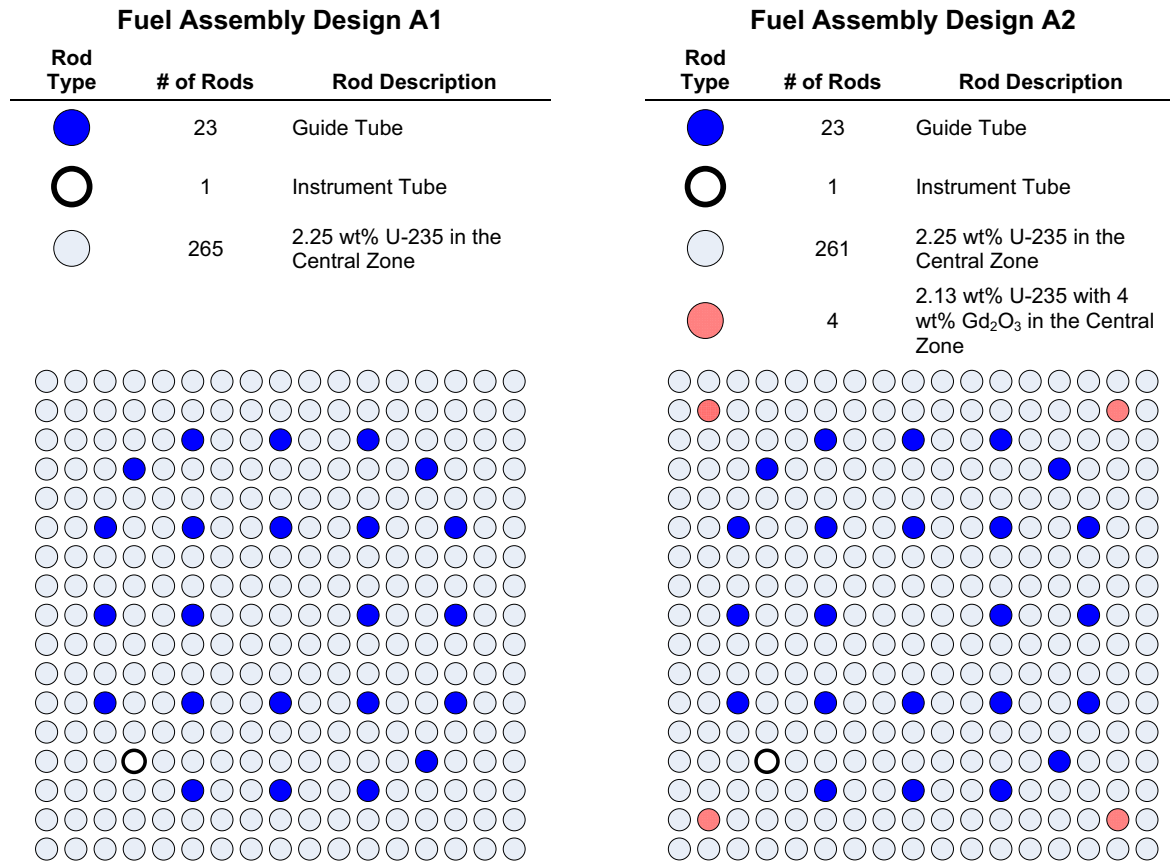 Fuel Assembly Design A1
Rod
Type
# of Rods
Rod Description
23
Guide Tube
1
Instrument Tube
265
2.25 wt% U-235 in the
Central Zone
Fuel Assembly Design A2
Rod
Type
# of Rods
Rod Description
23
Guide Tube
1
Instrument Tube
261
2.25 wt% U-235 in the
Central Zone
4
2.13 wt% U-235 with 4
wt% Gd₂O₃ in the Central
Zone